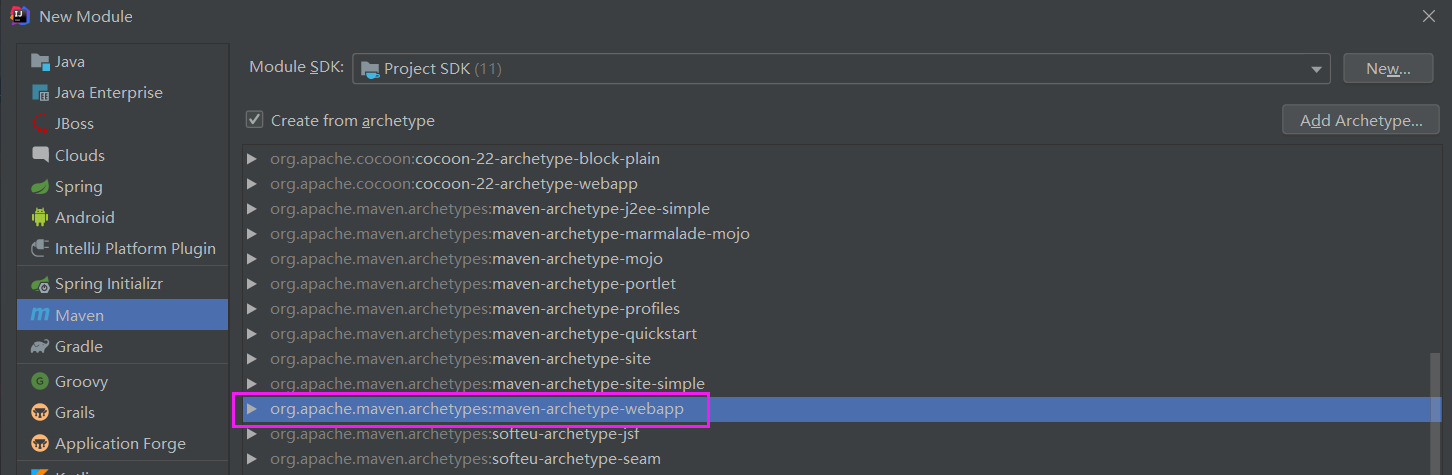 New Module
Java
Java Enterprise
JBoss
Clouds
Spring
Android
IntelliJ Platform Plugin
Spring Initializr
Maven
Gradle
Groovy
Grails
Application Forge
Module SDK: Project SDK (11) New...
Create from archetype Add Archetype...
org.apache.cocoon:cocoon-22-archetype-block-plain
org.apache.cocoon:cocoon-22-archetype-webapp
org.apache.maven.archetypes:maven-archetype-j2ee-simple
org.apache.maven.archetypes:maven-archetype-marmalade-mojo
org.apache.maven.archetypes:maven-archetype-mojo
org.apache.maven.archetypes:maven-archetype-portlet
org.apache.maven.archetypes:maven-archetype-profiles
org.apache.maven.archetypes:maven-archetype-quickstart
org.apache.maven.archetypes:maven-archetype-site
org.apache.maven.archetypes:maven-archetype-site-simple
org.apache.maven.archetypes:maven-archetype-webapp
org.apache.maven.archetypes:softeu-archetype-jsf
org.apache.maven.archetypes:softeu-archetype-seam